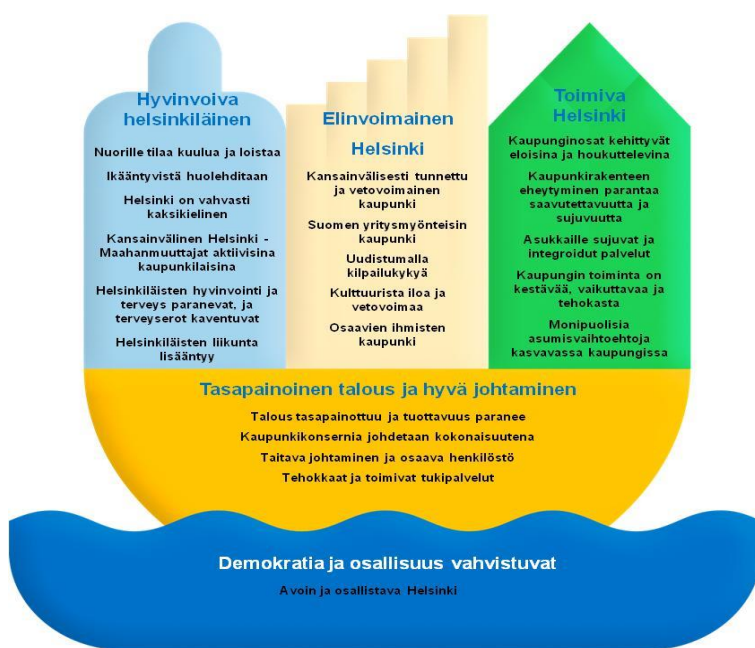 Hyvinvoiva
helsinkiläinen
Nuorille tilaa kuulua ja loistaa
Ikääntyvistä huolehditaan
Helsinki on vahvasti
kaksikielinen
Kansainvälinen Helsinki -
Maahanmuuttajat aktiivisina
kaupunkilaisina
Helsinkiläisten hyvinvointi ja
terveys paranevat, ja
terveyserot kaventuvat
Helsinkiläisten liikunta
lisääntyy
Elinvoimainen
Helsinki
Kansainvälisesti tunnettu
ja vetovoimainen
kaupunki
Suomen yritysmyönteisin
kaupunki
Uudistumalla
kilpailukykyä
Kulttuurista iloa ja
vetovoimaa
Osaavien ihmisten
kaupunki
Toimiva
Helsinki
Kaupunginosat kehittyvät
eloisina ja houkuttelevina
Kaupunkirakenteen
eheytyminen parantaa
saavutettavuutta ja
sujuvuutta
Asukkaille sujuvat ja
integroidut palvelut
Kaupungin toiminta on
kestävää, vaikuttavaa ja
tehokasta
Monipuolisia
asumisvaihtoehtoja
kasvavassa kaupungissa
Tasapainoinen talous ja hyvä johtaminen
Talous tasapainottuu ja tuottavuus paranee
Kaupunkikonsernia johdetaan kokonaisuutena
Taitava johtaminen ja osaava henkilöstö
Tehokkaat ja toimivat tukipalvelut
Demokratia ja osallisuus vahvistuvat
Avoin ja osallistava Helsinki